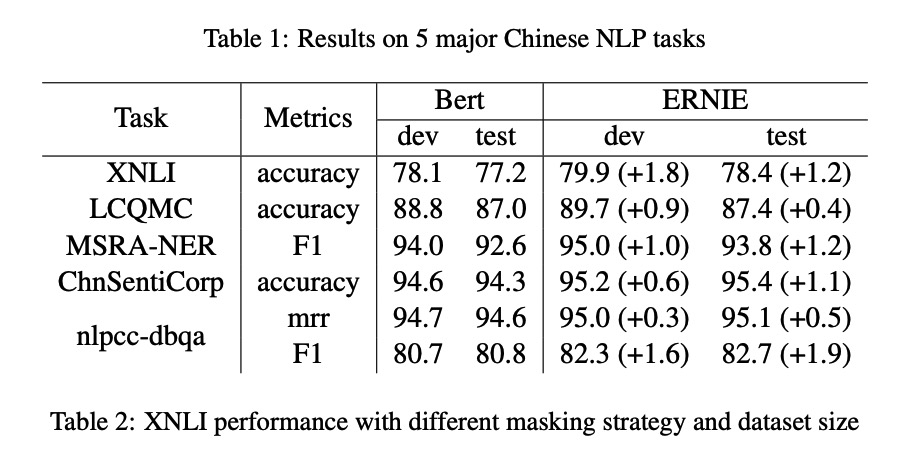 Table 1: Results on 5 major Chinese NLP tasks
Task Metrics Bert ERNIE
dev test dev test
XNLI accuracy 78.1 77.2 79.9 (+1.8) 78.4 (+1.2)
LCQMC accuracy 88.8 87.0 89.7 (+0.9) 87.4 (+0.4)
MSRA-NER F1 94.0 92.6 95.0 (+1.0) 93.8 (+1.2)
ChnSentiCorp accuracy 94.6 94.3 95.2 (+0.6) 95.4 (+1.1)
nlpcc-dbqa mrr 94.7 94.6 95.0 (+0.3) 95.1 (+0.5)
F1 80.7 80.8 82.3 (+1.6) 82.7 (+1.9)
Table 2: XNLI performance with different masking strategy and dataset size